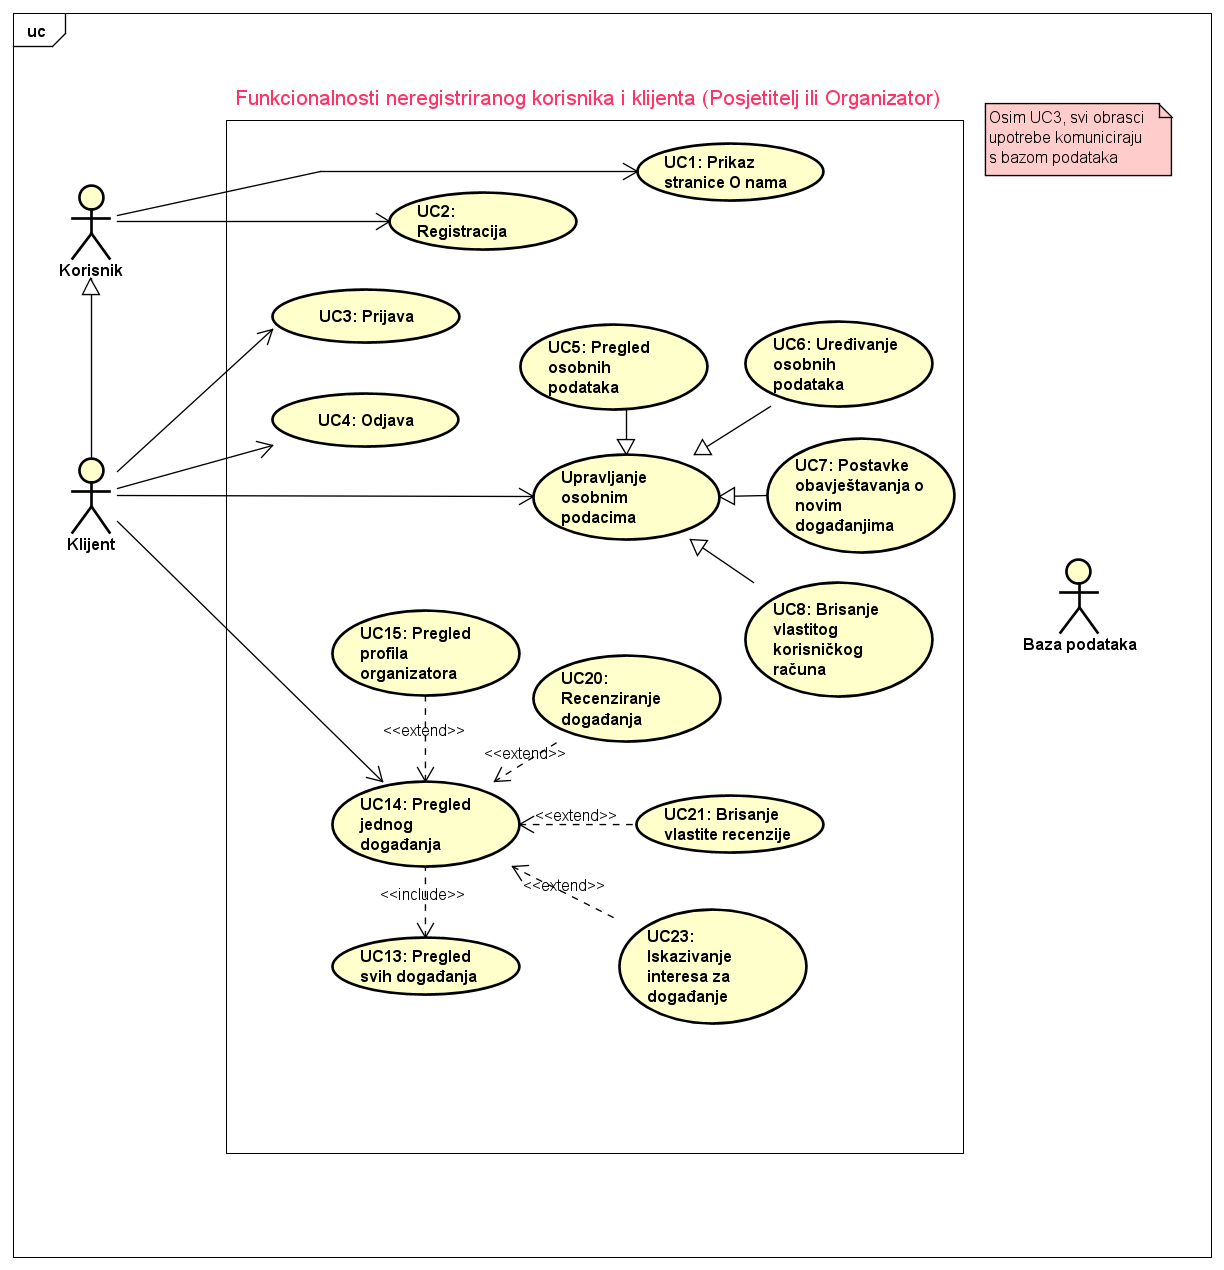 uc
Funkcionalnosti neregistriranog korisnika i klijenta (Posjetitelj ili Organizator)
Osim UC3, svi obrasci
upotrebe komuniciraju
s bazom podataka
UC1: Prikaz
stranice O nama
UC2:
Registracija
Korisnik
UC3: Prijava
UC5: Pregled
osobnih
podataka
UC6: Uređivanje
osobnih
podataka
UC4: Odjava
Upravljanje
osobnim
podacima
UC7: Postavke
obavještavanja o
novim
događanjima
Klijent
UC8: Brisanje
vlastitog
korisničkog
računa
Baza podataka
UC15: Pregled
profila
organizatora
UC20:
Recenziranje
događanja
<<extend>>
<<extend>>
UC14: Pregled
jednog
događanja
<<extend>>
UC21: Brisanje
vlastite recenzije
<<include>>
<<extend>>
UC13: Pregled
svih događanja
UC23:
Iskazivanje
interesa za
događanje